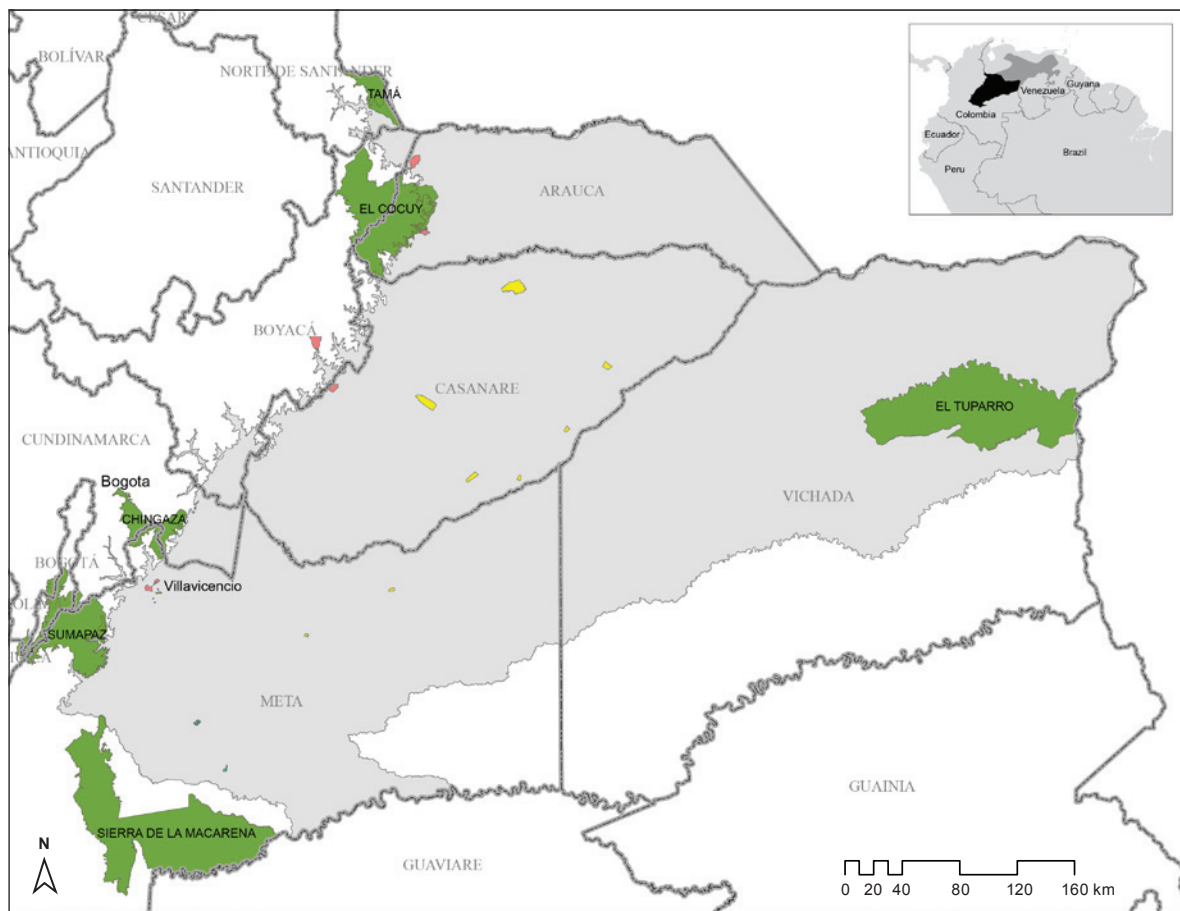 CESAR
BOLÍVAR
NORTE DE SANTANDER
TAMÁ
Venezuela
Guyana
Colombia
Ecuador
Peru
Brazil
ANTIOQUIA
SANTANDER
ARAUCA
EL COCUY
BOYACÁ
CASANARE
EL TUPARRO
CUNDINAMARCA
Bogota
VICHADA
CHINGAZA
BOGOTÁ
Villavicencio
SUMAPAZ
META
GUAINIA
SIERRA DE LA MACARENA
GUAVIARE
N
0 20 40 80 120 160 km